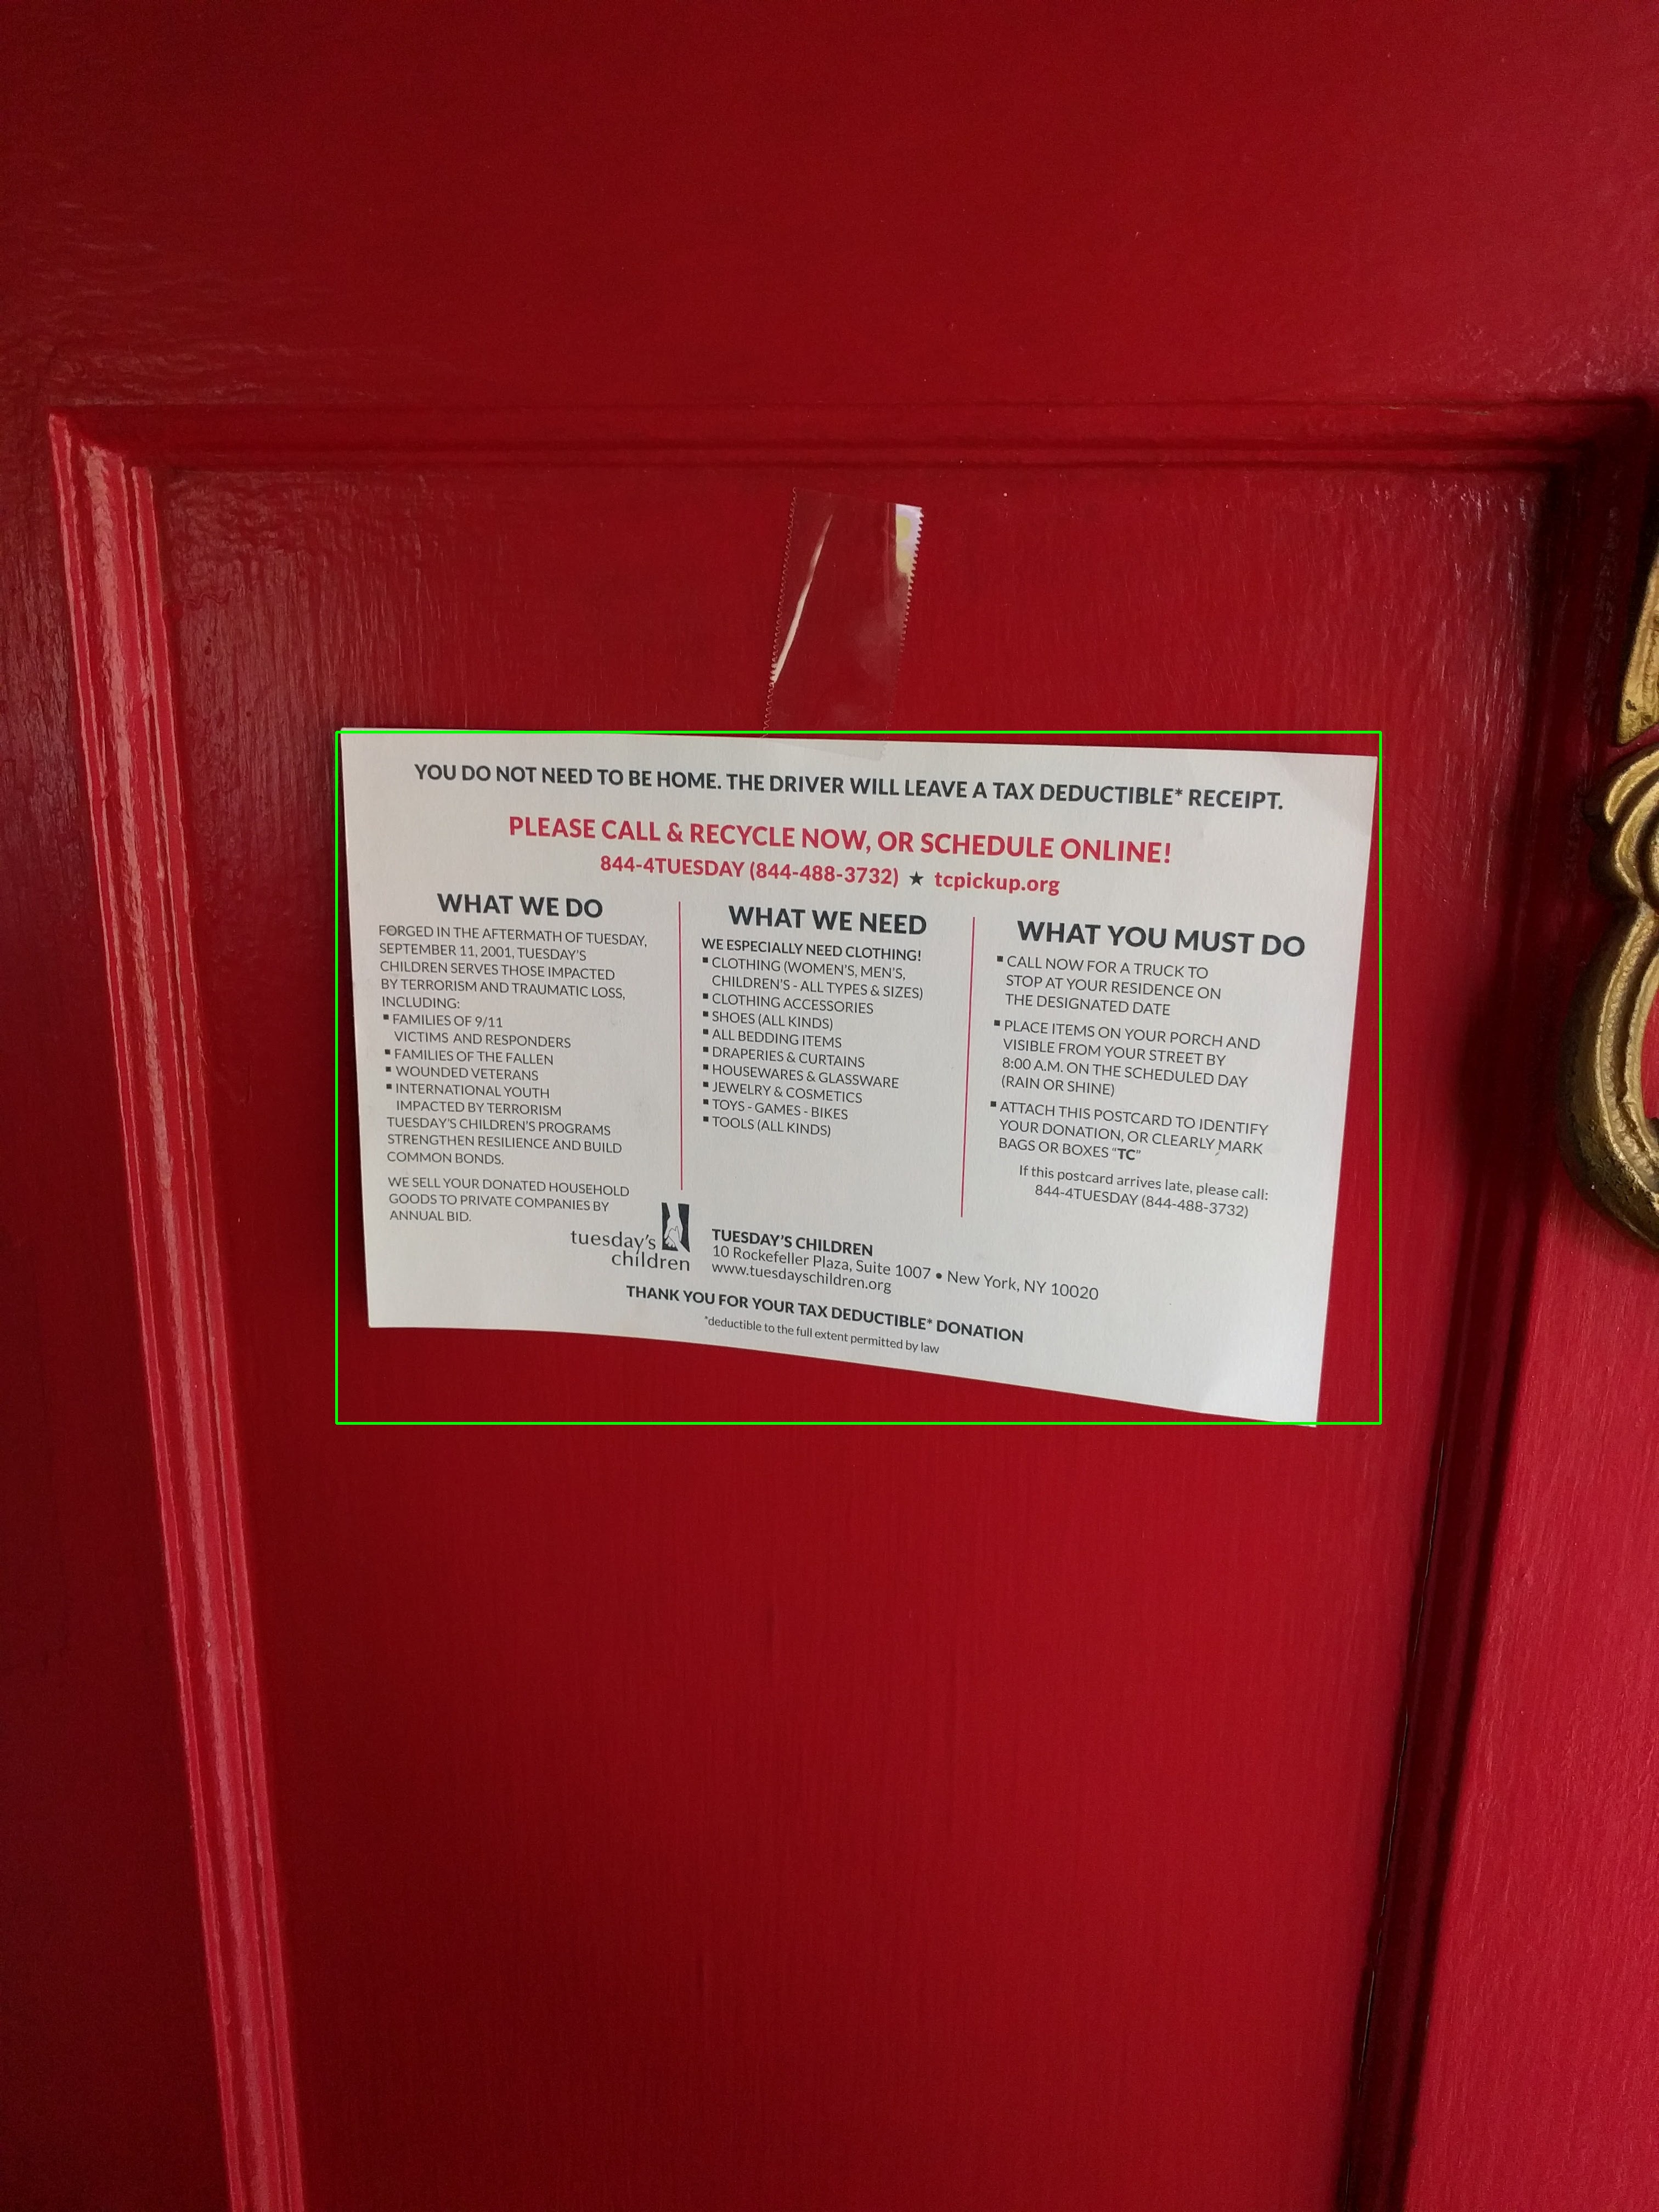 YOU DO NOT NEED TO BE HOME. THE DRIVER WILL LEAVE A TAX DEDUCTIBLE* RECEIPT.
PLEASE CALL & RECYCLE NOW, OR SCHEDULE ONLINE!
844-4TUESDAY (844-488-3732) ★ tcpickup.org
WHAT WE DO
FORGED IN THE AFTERMATH OF TUESDAY,
SEPTEMBER 11, 2001, TUESDAY'S
CHILDREN SERVES THOSE IMPACTED
BY TERRORISM AND TRAUMATIC LOSS,
INCLUDING:
▪ FAMILIES OF 9/11
VICTIMS AND RESPONDERS
▪ FAMILIES OF THE FALLEN
▪ WOUNDED VETERANS
▪ INTERNATIONAL YOUTH
IMPACTED BY TERRORISM
TUESDAY'S CHILDREN'S PROGRAMS
STRENGTHEN RESILIENCE AND BUILD
COMMON BONDS.
WE SELL YOUR DONATED HOUSEHOLD
GOODS TO PRIVATE COMPANIES BY
ANNUAL BID.
WHAT WE NEED
WE ESPECIALLY NEED CLOTHING!
▪ CLOTHING (WOMEN'S, MEN'S,
CHILDREN'S - ALL TYPES & SIZES)
▪ CLOTHING ACCESSORIES
▪ SHOES (ALL KINDS)
▪ ALL BEDDING ITEMS
▪ DRAPERIES & CURTAINS
▪ HOUSEWARES & GLASSWARE
▪ JEWELRY & COSMETICS
▪ TOYS - GAMES - BIKES
▪ TOOLS (ALL KINDS)
WHAT YOU MUST DO
▪ CALL NOW FOR A TRUCK TO
STOP AT YOUR RESIDENCE ON
THE DESIGNATED DATE
▪ PLACE ITEMS ON YOUR PORCH AND
VISIBLE FROM YOUR STREET BY
8:00 A.M. ON THE SCHEDULED DAY
(RAIN OR SHINE)
▪ ATTACH THIS POSTCARD TO IDENTIFY
YOUR DONATION, OR CLEARLY MARK
BAGS OR BOXES "TC"
If this postcard arrives late, please call:
844-4TUESDAY (844-488-3732)
tuesday's
children
TUESDAY'S CHILDREN
10 Rockefeller Plaza, Suite 1007 • New York, NY 10020
www.tuesdayschildren.org
THANK YOU FOR YOUR TAX DEDUCTIBLE* DONATION
*deductible to the full extent permitted by law